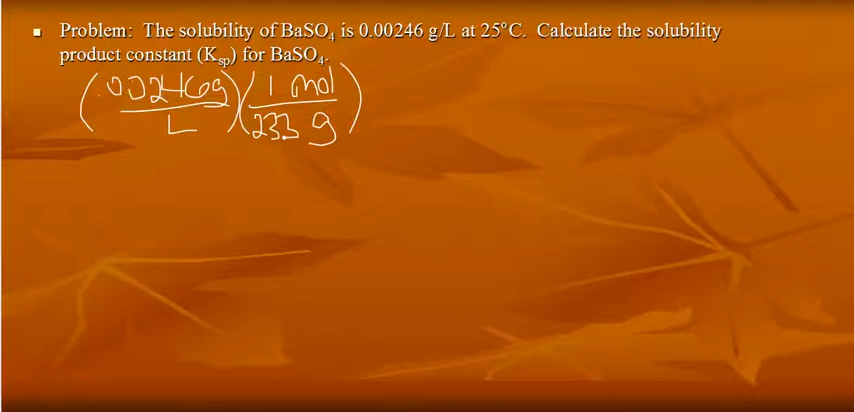 ▪ Problem: The solubility of BaSO₄ is 0.00246 g/L at 25°C. Calculate the solubility
product constant (Kₛₚ) for BaSO₄.
(.00246g / L)(1 mol / 233 g)